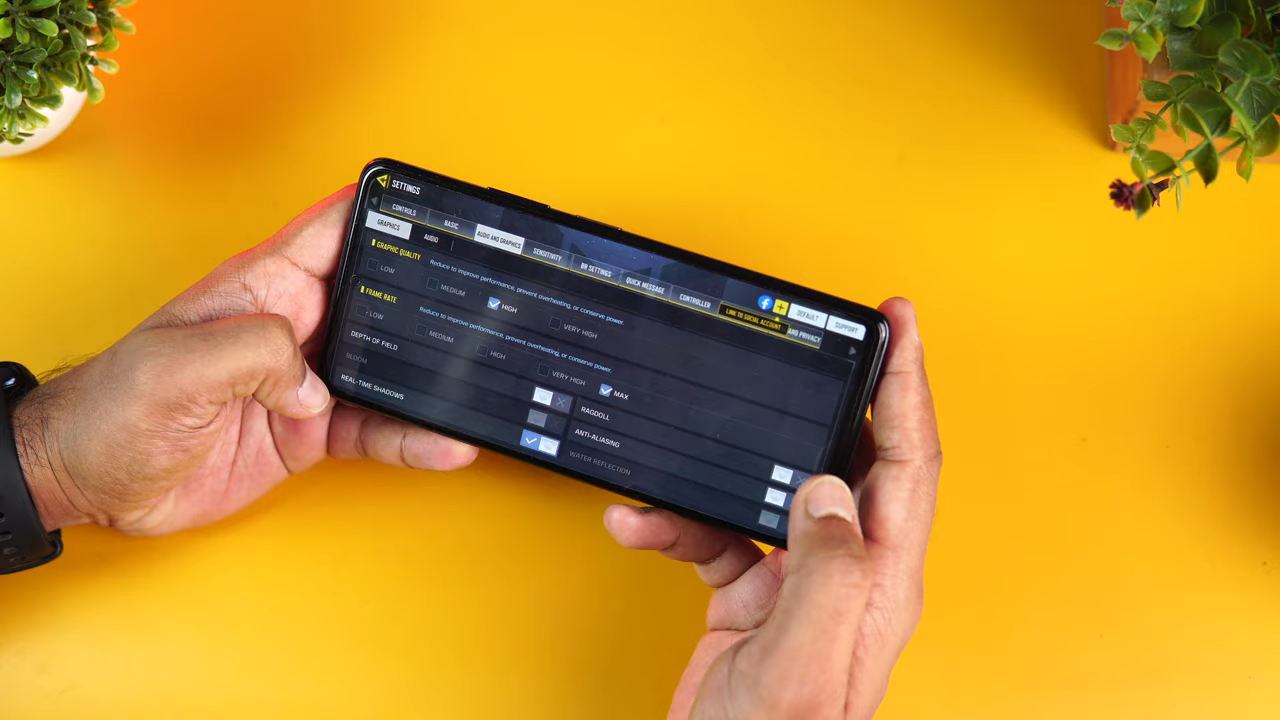 SETTINGS
CONTROLS BASIC AUDIO AND GRAPHICS SENSITIVITY BR SETTINGS QUICK MESSAGE CONTROLLER AND PRIVACY
LINK TO SOCIAL ACCOUNT
DEFAULT SUPPORT
GRAPHICS AUDIO
GRAPHIC QUALITY Reduce to improve performance, prevent overheating, or conserve power.
LOW MEDIUM HIGH VERY HIGH
FRAME RATE Reduce to improve performance, prevent overheating, or conserve power.
LOW MEDIUM HIGH VERY HIGH MAX
DEPTH OF FIELD RAGDOLL
BLOOM ANTI-ALIASING
REAL-TIME SHADOWS WATER REFLECTION